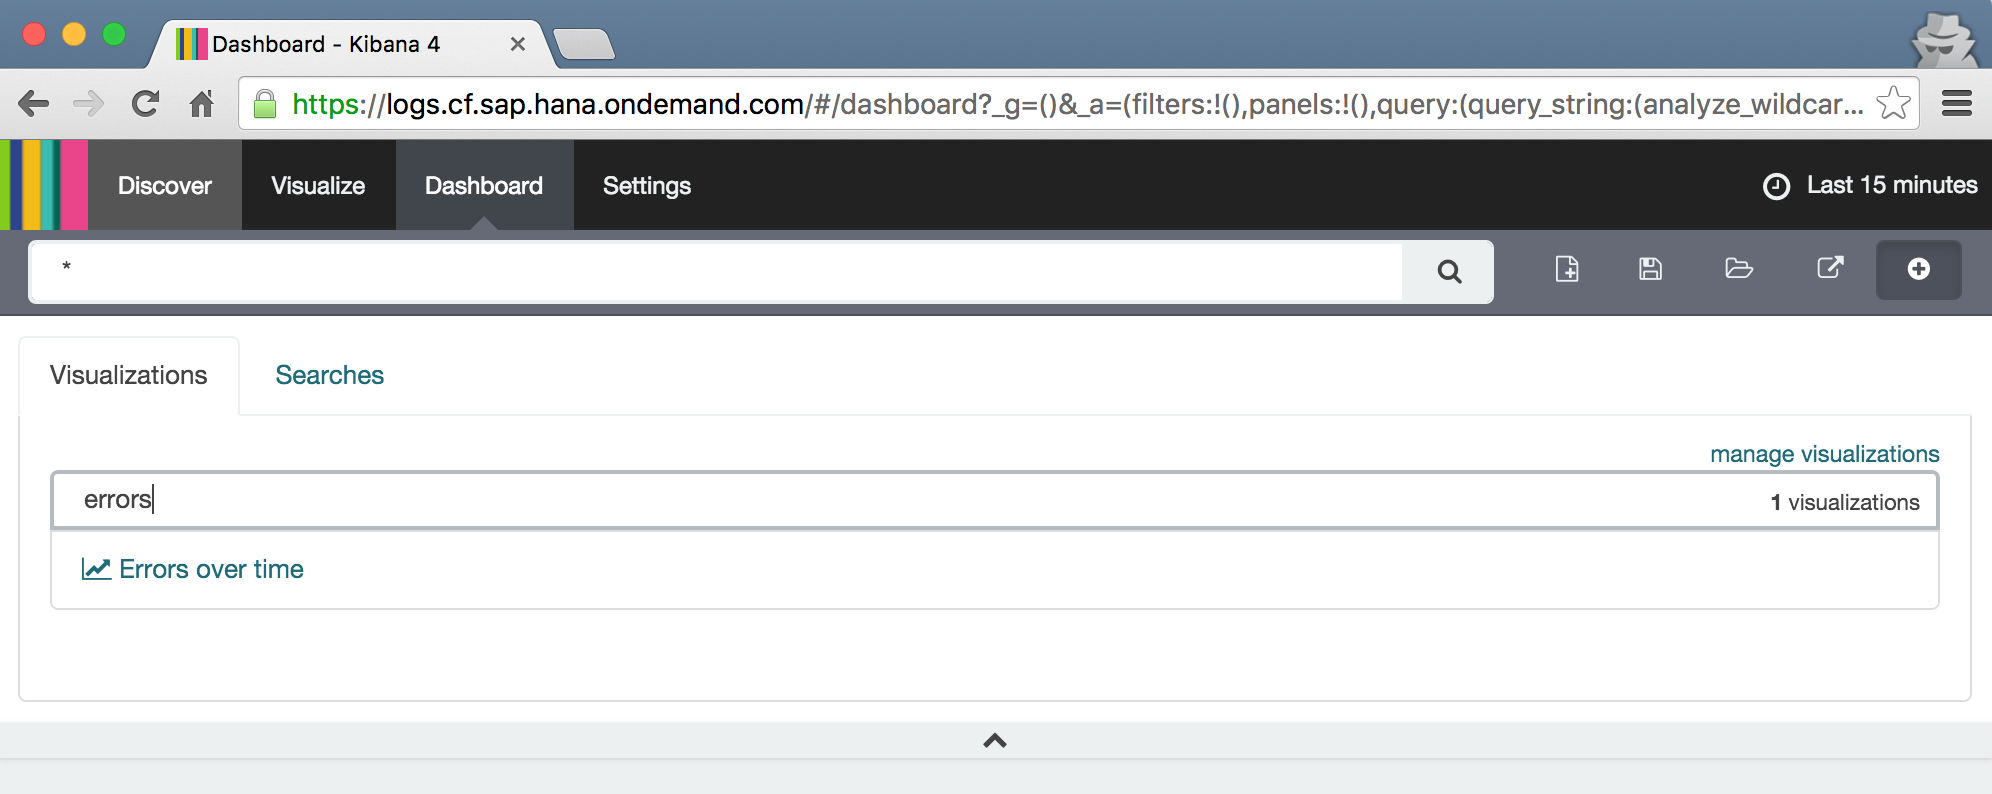 Dashboard - Kibana 4
https://logs.cf.sap.hana.ondemand.com/#/dashboard?_g=()&_a=(filters:!(),panels:!(),query:(query_string:(analyze_wildcar...
Discover Visualize Dashboard Settings Last 15 minutes
*
Visualizations Searches
manage visualizations
errors 1 visualizations
Errors over time